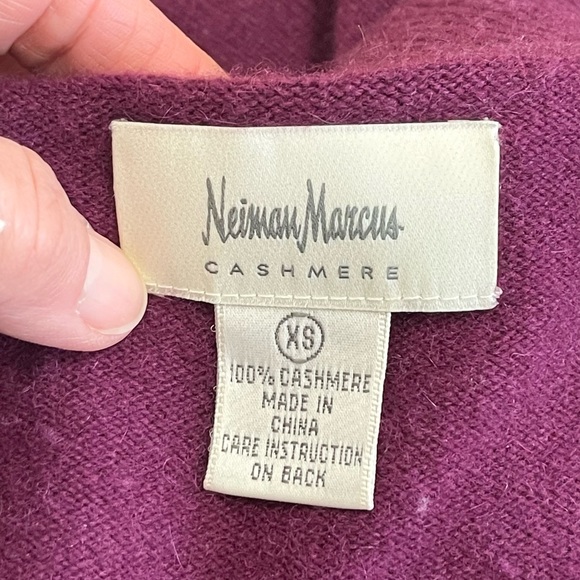 Neiman Marcus
CASHMERE
XS
100% CASHMERE
MADE IN
CHINA
CARE INSTRUCTION
ON BACK